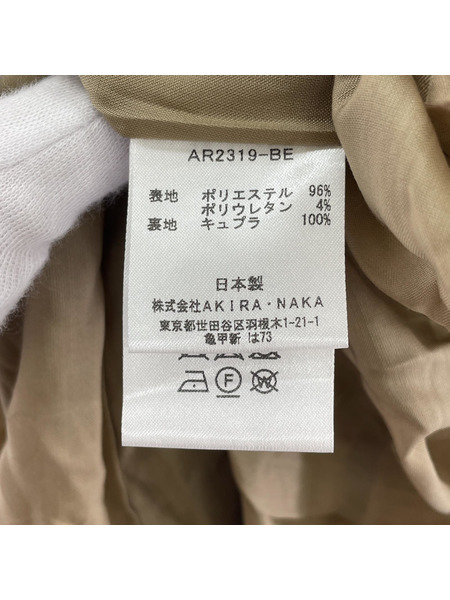 AR2319-BE
表地 ポリエステル 96%
ポリウレタン 4%
裏地 キュプラ 100%
日本製
株式会社AKIRA・NAKA
東京都世田谷区羽根木1-21-1
亀甲新 は73
F
W